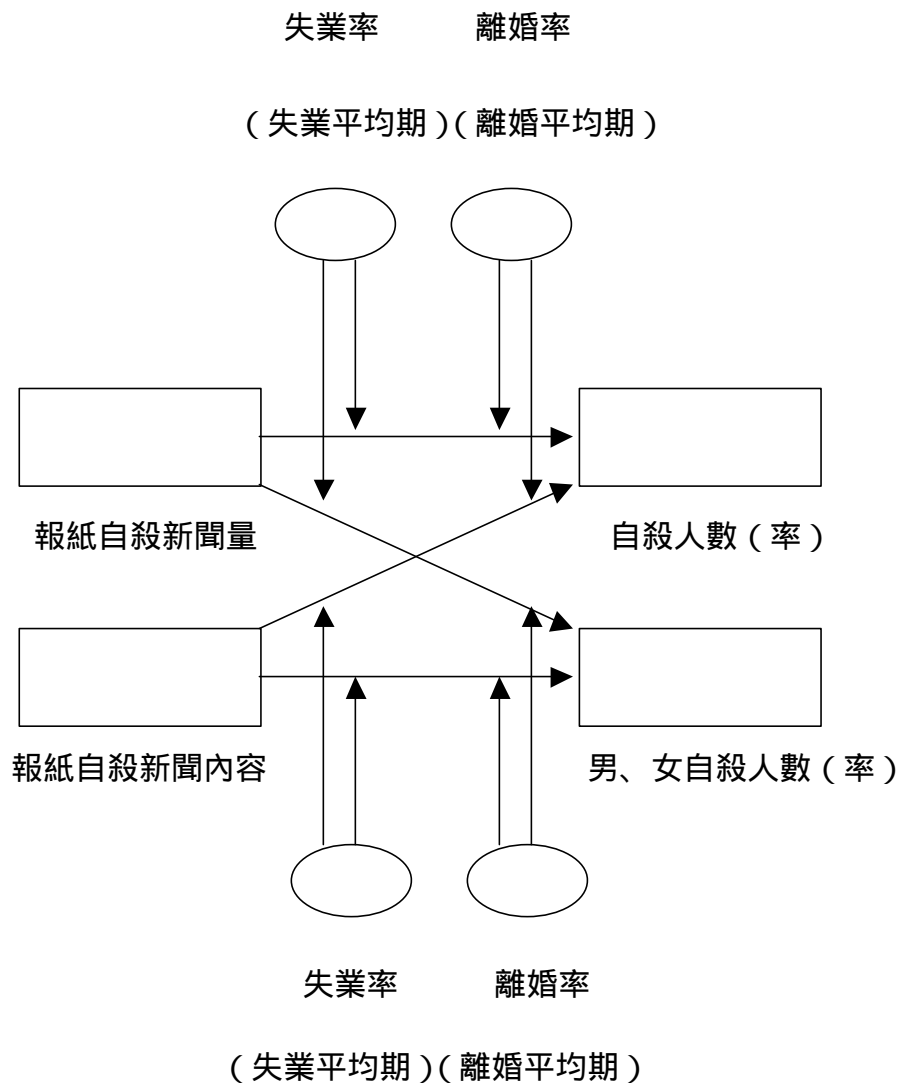 失業率 離婚率
（失業平均期）（離婚平均期）
報紙自殺新聞量 自殺人數（率）
報紙自殺新聞內容 男、女自殺人數（率）
失業率 離婚率
（失業平均期）（離婚平均期）